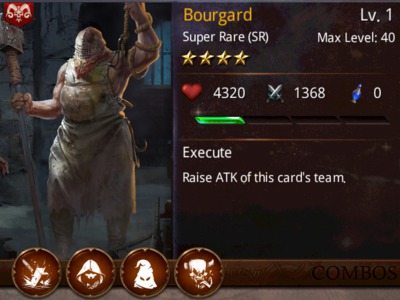 Bourgard Lv. 1
Super Rare (SR) Max Level: 40
4320 1368 0
Execute
Raise ATK of this card's team.
COMBOS